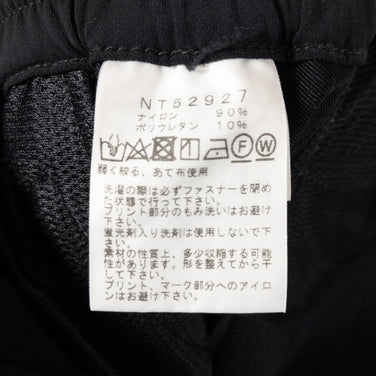 NT52927
ナイロン 90%
ポリウレタン 10%
F W
弱く絞る、あて布使用
洗濯の際は必ずファスナーを閉め
た状態で行って下さい。
プリント部分のもみ洗いはお避け
下さい。
蛍光剤入り洗剤は使用しないで下
さい。
素材の性質上、多少収縮する可能
性があります。形を整えてから干
して下さい。
プリント、マーク部分へのアイロ
ンはお避け下さい。